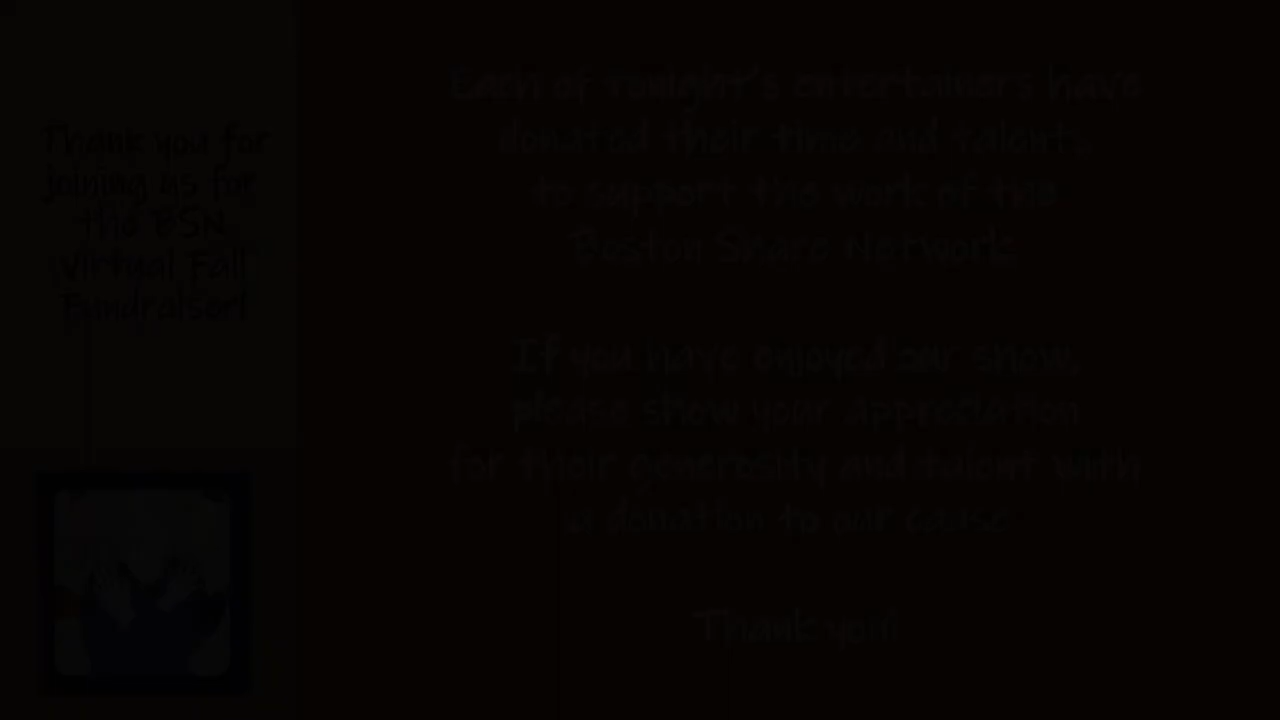 Thank you for
joining us for
the BSN
Virtual Fall
Fundraiser!
Each of tonight's entertainers have
donated their time and talents
to support the work of the
Boston Share Network
If you have enjoyed our show,
please show your appreciation
for their generosity and talent with
a donation to our cause
Thank you!